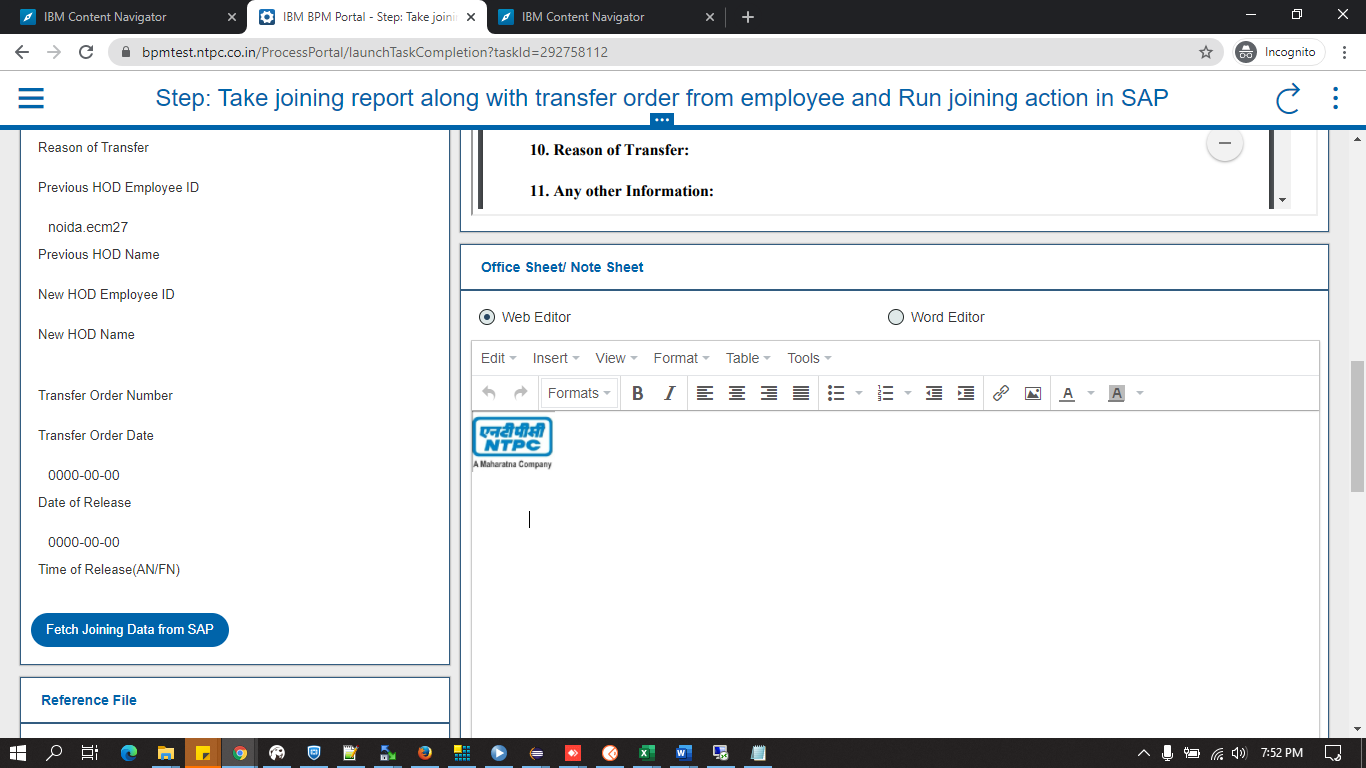 IBM Content Navigator
IBM BPM Portal - Step: Take joinin
IBM Content Navigator
bpmtest.ntpc.co.in/ProcessPortal/launchTaskCompletion?taskId=292758112
Incognito
Step: Take joining report along with transfer order from employee and Run joining action in SAP
Reason of Transfer
Previous HOD Employee ID
noida.ecm27
Previous HOD Name
New HOD Employee ID
New HOD Name
Transfer Order Number
Transfer Order Date
0000-00-00
Date of Release
0000-00-00
Time of Release(AN/FN)
Fetch Joining Data from SAP
Reference File
10. Reason of Transfer:
11. Any other Information:
Office Sheet/ Note Sheet
Web Editor Word Editor
Edit Insert View Format Table Tools
Formats B I A A
एनटीपीसी
NTPC
A Maharatna Company
7:52 PM